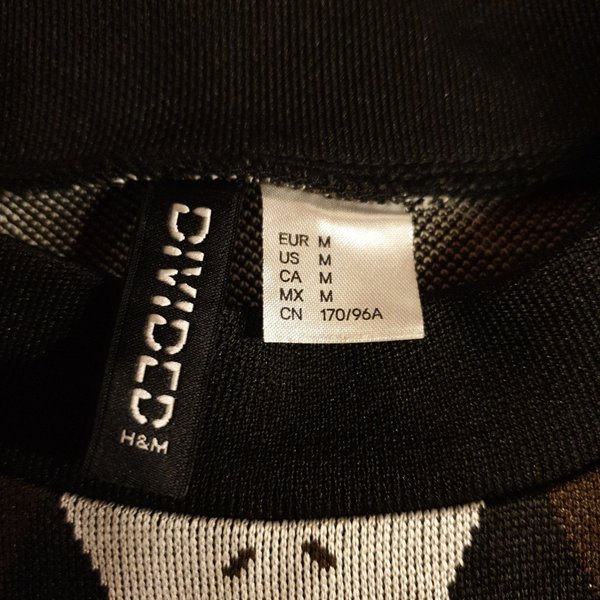 DIVIDED
H&M
EUR M
US M
CA M
MX M
CN 170/96A